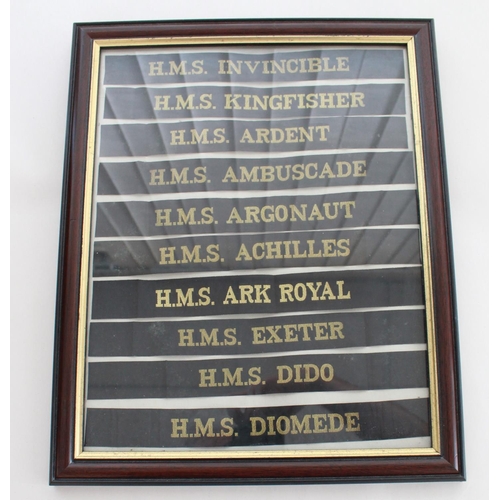 H.M.S. INVINCIBLE
H.M.S. KINGFISHER
H.M.S. ARDENT
H.M.S. AMBUSCADE
H.M.S. ARGONAUT
H.M.S. ACHILLES
H.M.S. ARK ROYAL
H.M.S. EXETER
H.M.S. DIDO
H.M.S. DIOMEDE